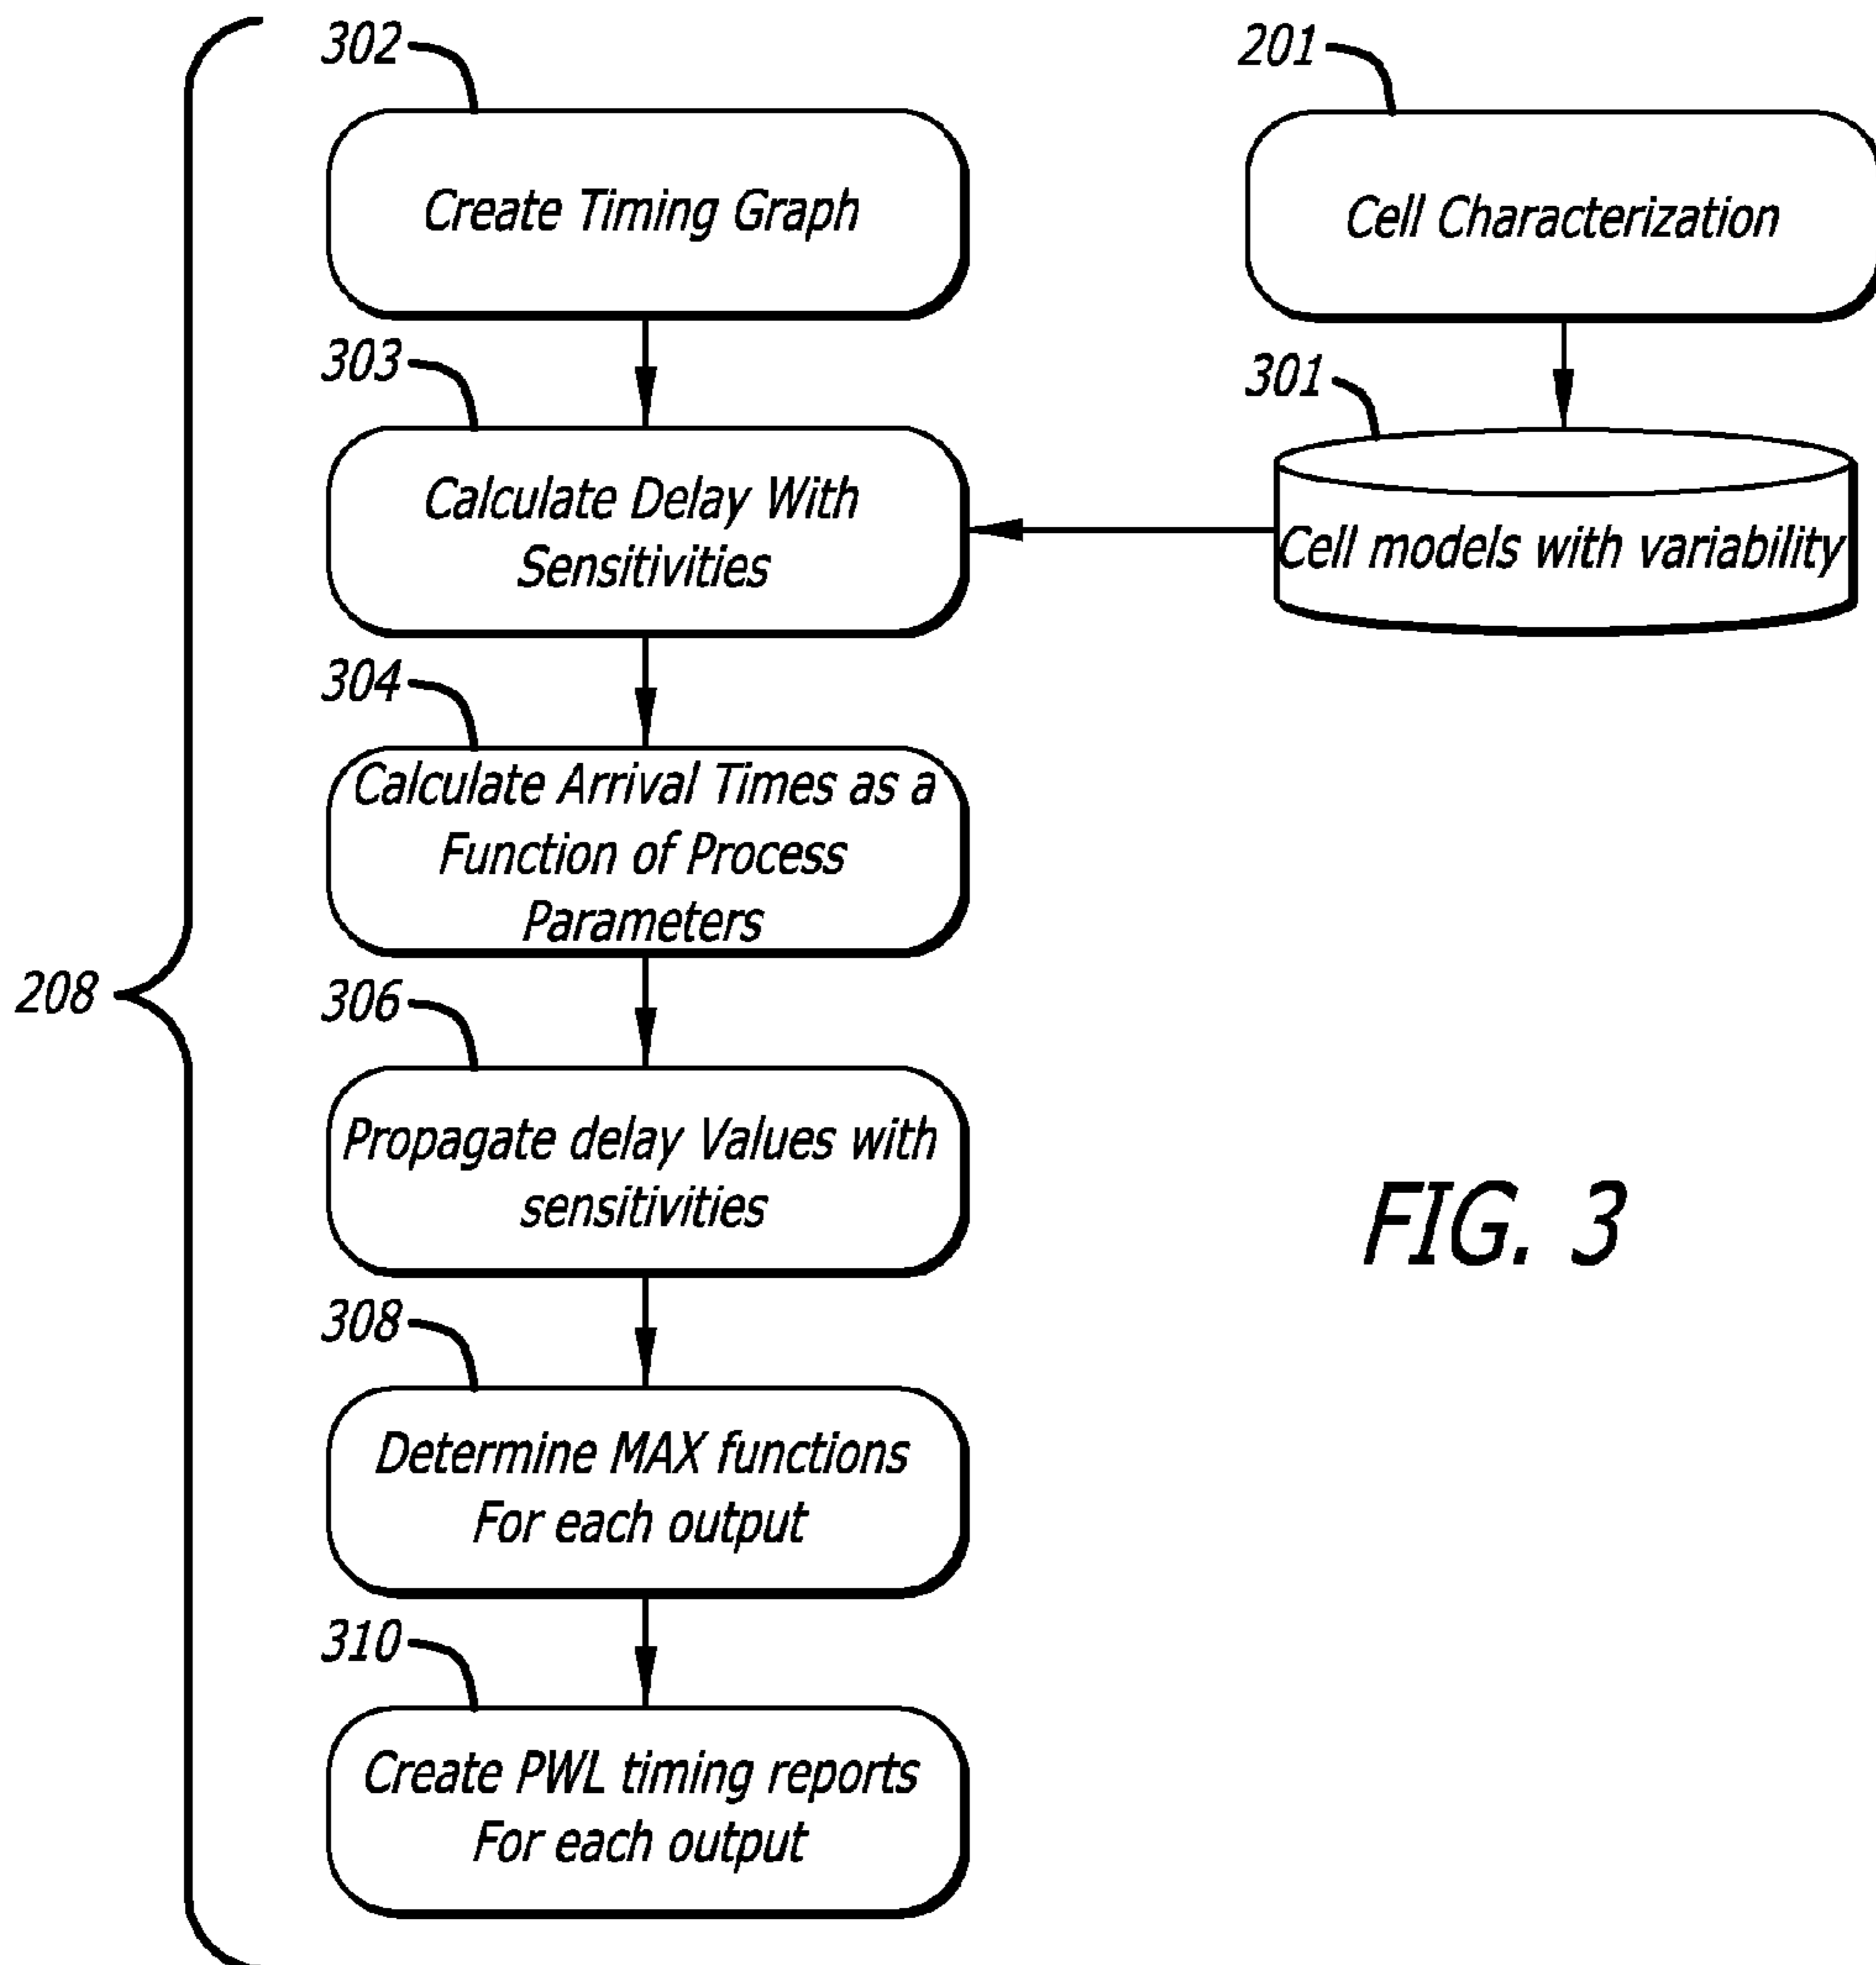 302
Create Timing Graph
201
Cell Characterization
303
Calculate Delay With
Sensitivities
301
Cell models with variability
304
Calculate Arrival Times as a
Function of Process
Parameters
208
306
Propagate delay Values with
sensitivities
308
Determine MAX functions
For each output
310
Create PWL timing reports
For each output
FIG. 3